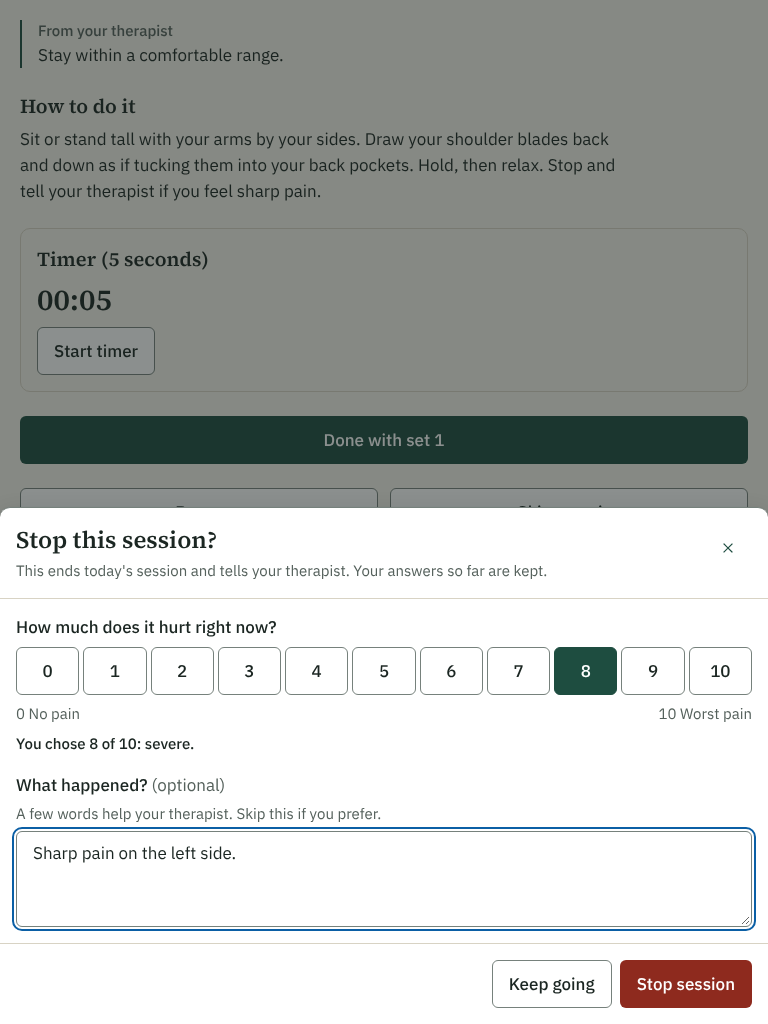 From your therapist
Stay within a comfortable range.
How to do it
Sit or stand tall with your arms by your sides. Draw your shoulder blades back
and down as if tucking them into your back pockets. Hold, then relax. Stop and
tell your therapist if you feel sharp pain.
Timer (5 seconds)
00:05
Start timer
Done with set 1
Stop this session?
This ends today's session and tells your therapist. Your answers so far are kept.
How much does it hurt right now?
0 1 2 3 4 5 6 7 8 9 10
0 No pain 10 Worst pain
You chose 8 of 10: severe.
What happened? (optional)
A few words help your therapist. Skip this if you prefer.
Sharp pain on the left side.
Keep going Stop session